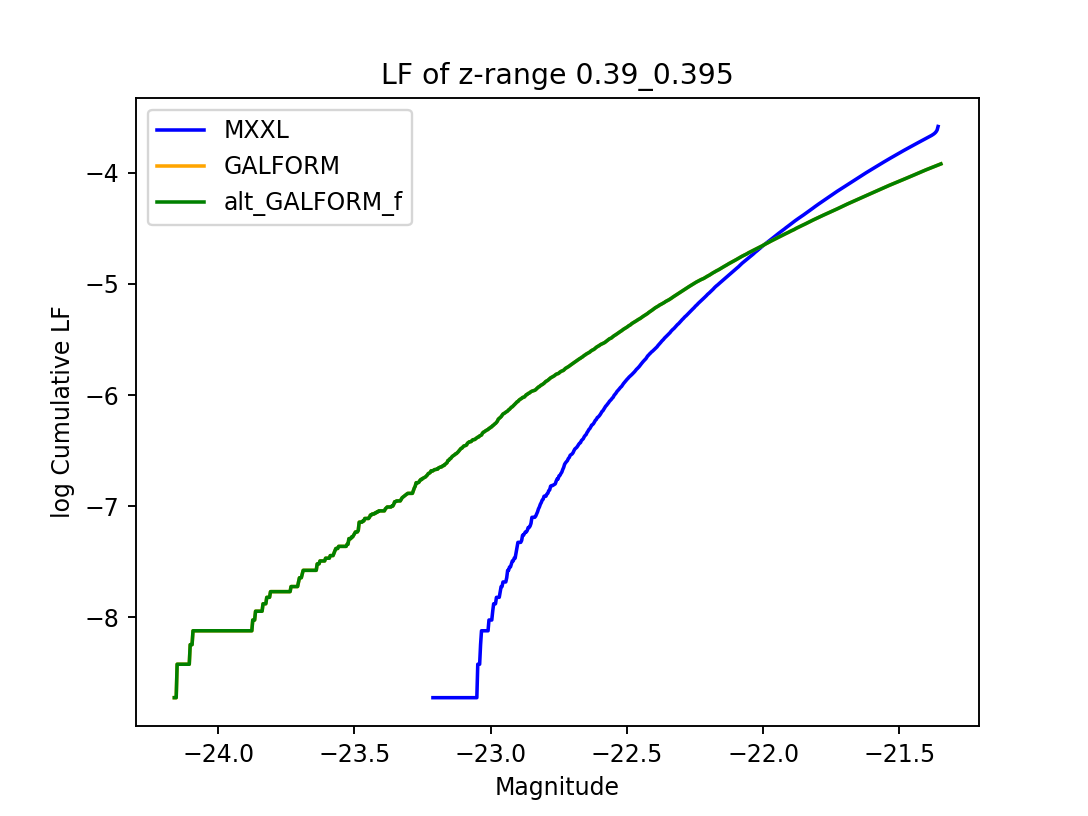 LF of z-range 0.39_0.395
MXXL
GALFORM
alt_GALFORM_f
−4
−5
−6
−7
−8
log Cumulative LF
−24.0 −23.5 −23.0 −22.5 −22.0 −21.5
Magnitude